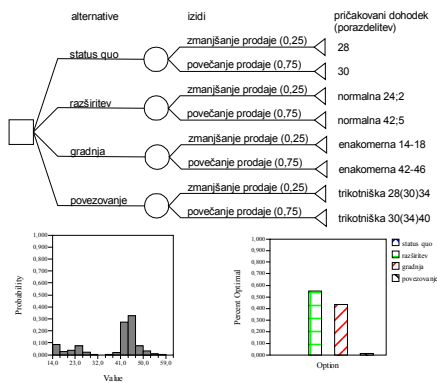 alternative izidi pričakovani dohodek
(porazdelitev)
zmanjšanje prodaje (0,25) 28
status quo
povečanje prodaje (0,75) 30
zmanjšanje prodaje (0,25) normalna 24;2
razširitev
povečanje prodaje (0,75) normalna 42;5
zmanjšanje prodaje (0,25) enakomerna 14-18
gradnja
povečanje prodaje (0,75) enakomerna 42-46
zmanjšanje prodaje (0,25) trikotniška 28(30)34
povezovanje
povečanje prodaje (0,75) trikotniška 30(34)40
1,000
0,900
0,800
0,700
0,600
0,500
0,400
0,300
0,200
0,100
0,000
Probability
14,0 23,0 32,0 41,0 50,0 59,0
Value
1,000
0,900
0,800
0,700
0,600
0,500
0,400
0,300
0,200
0,100
0,000
Percent Optimal
Option
status quo
razširitev
gradnja
povezovanje